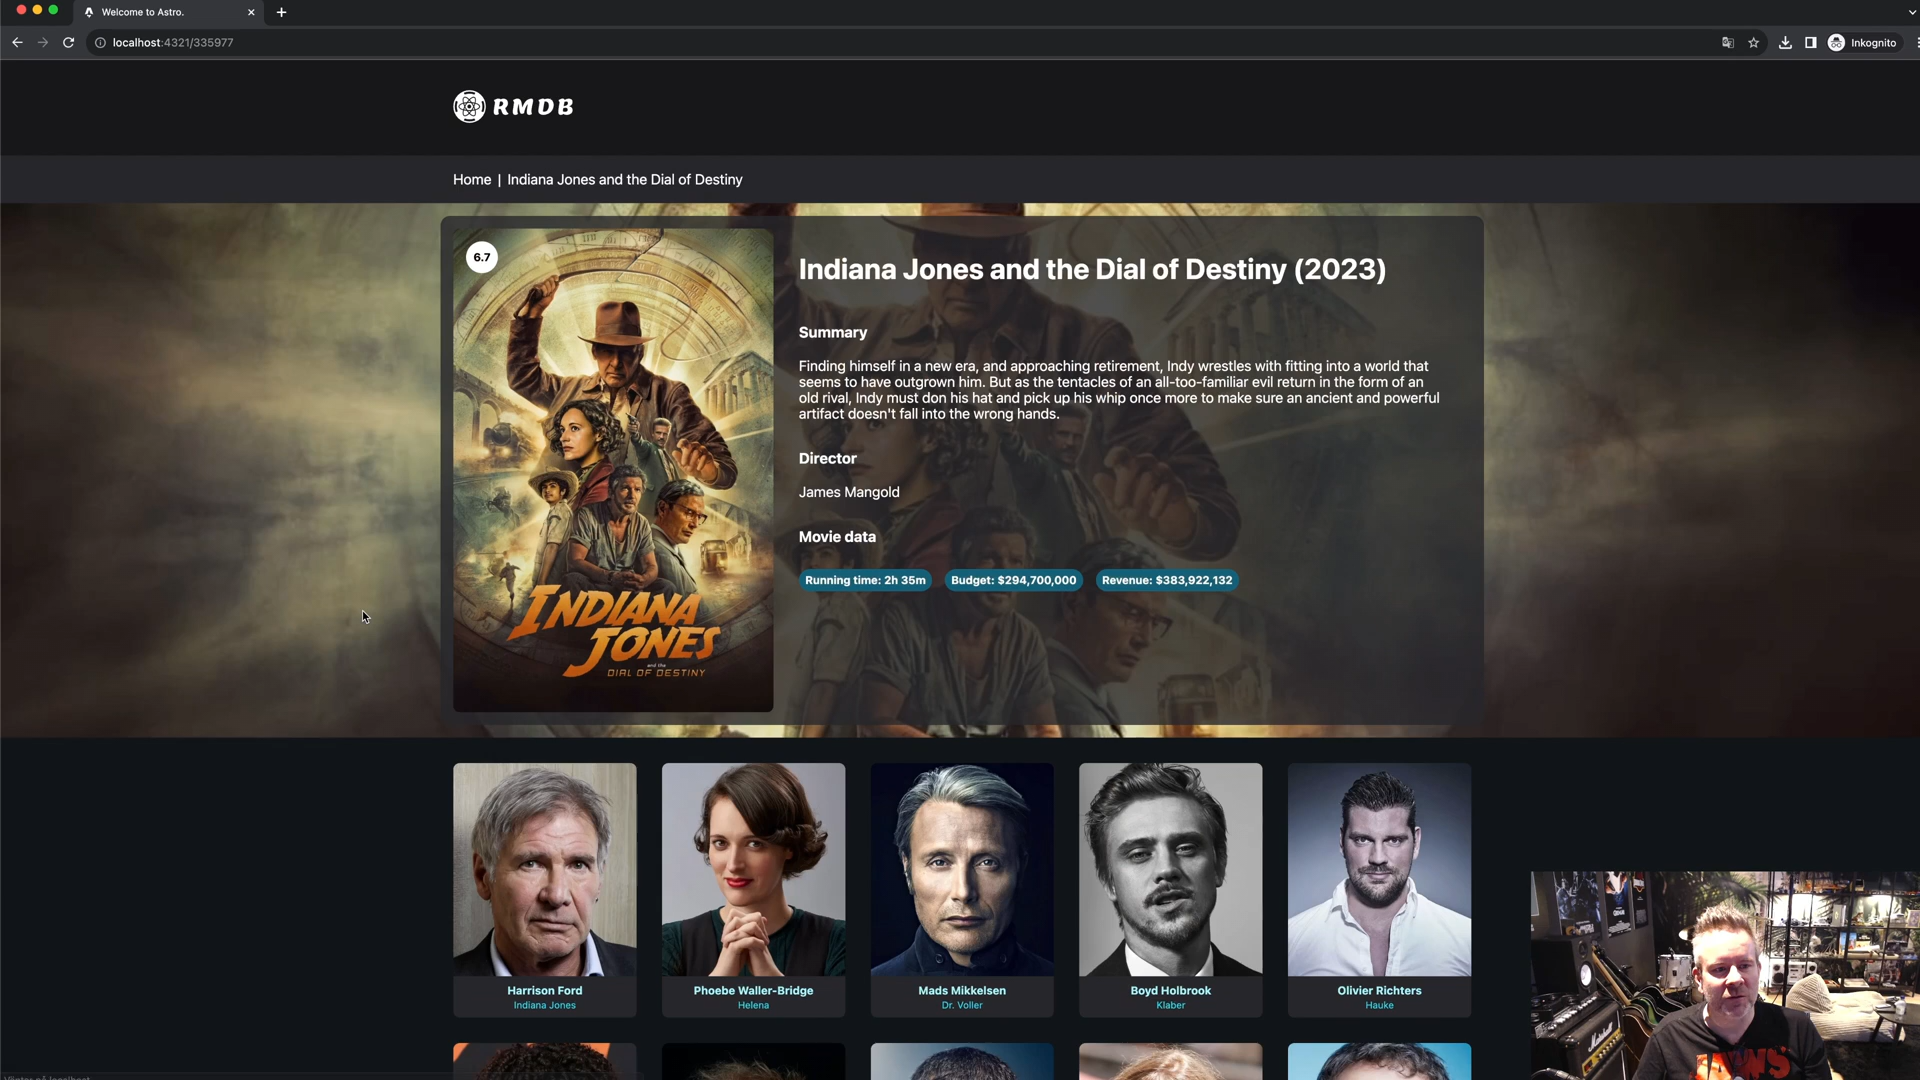 Welcome to Astro.
localhost:4321/335977
Inkognito
RMDB
Home | Indiana Jones and the Dial of Destiny
6.7
INDIANA
JONES
and the
DIAL OF DESTINY
Indiana Jones and the Dial of Destiny (2023)
Summary
Finding himself in a new era, and approaching retirement, Indy wrestles with fitting into a world that
seems to have outgrown him. But as the tentacles of an all-too-familiar evil return in the form of an
old rival, Indy must don his hat and pick up his whip once more to make sure an ancient and powerful
artifact doesn't fall into the wrong hands.
Director
James Mangold
Movie data
Running time: 2h 35m
Budget: $294,700,000
Revenue: $383,922,132
Harrison Ford
Indiana Jones
Phoebe Waller-Bridge
Helena
Mads Mikkelsen
Dr. Voller
Boyd Holbrook
Klaber
Olivier Richters
Hauke
Marshall
JAWS